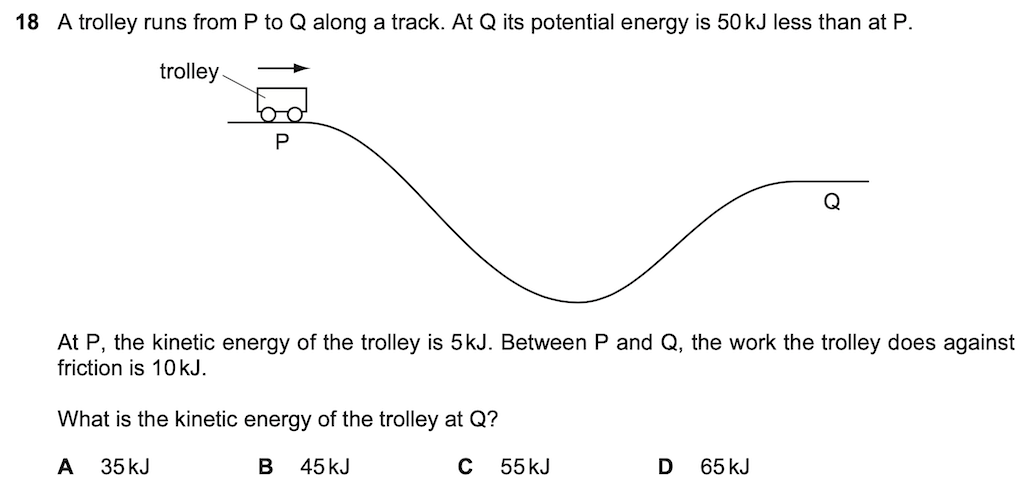 18 A trolley runs from P to Q along a track. At Q its potential energy is 50 kJ less than at P.
trolley
P
Q
At P, the kinetic energy of the trolley is 5 kJ. Between P and Q, the work the trolley does against
friction is 10 kJ.
What is the kinetic energy of the trolley at Q?
A 35 kJ B 45 kJ C 55 kJ D 65 kJ